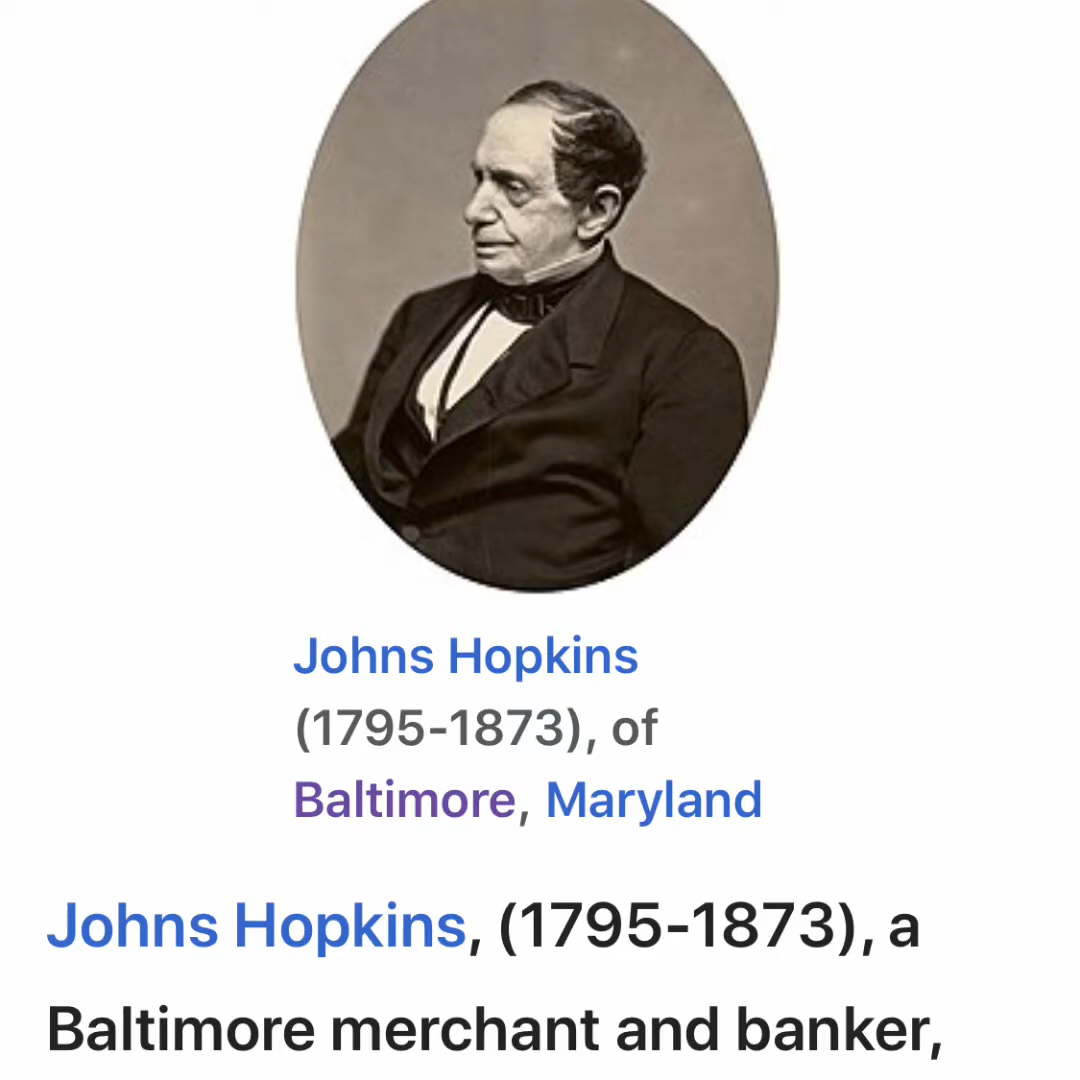 Johns Hopkins
(1795-1873), of
Baltimore, Maryland
Johns Hopkins, (1795-1873), a
Baltimore merchant and banker,